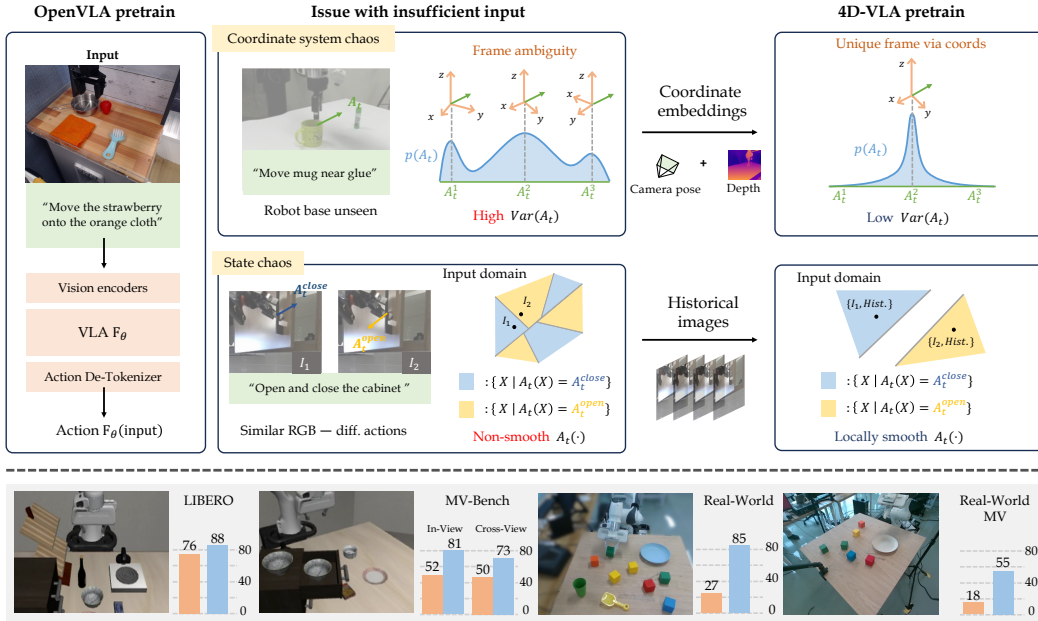 OpenVLA pretrain
Issue with insufficient input
4D-VLA pretrain
Input
“Move the strawberry
onto the orange cloth”
Vision encoders
VLA F_θ
Action De-Tokenizer
Action F_θ(input)
Coordinate system chaos
A_t
“Move mug near glue”
Robot base unseen
Frame ambiguity
z z z
x y x y x y
p(A_t)
A_t^1 A_t^2 A_t^3
High Var(A_t)
Coordinate
embeddings
+
Camera pose Depth
Unique frame via coords
z
x y
p(A_t)
A_t^1 A_t^2 A_t^3
Low Var(A_t)
State chaos
A_t^close
A_t^open
I_1 I_2
“Open and close the cabinet ”
Similar RGB — diff. actions
Input domain
I_2
I_1
: { X | A_t(X) = A_t^close}
: { X | A_t(X) = A_t^open}
Non-smooth A_t(·)
Historical
images
Input domain
{I_1, Hist.}
{I_2, Hist.}
: { X | A_t(X) = A_t^close}
: { X | A_t(X) = A_t^open}
Locally smooth A_t(·)
LIBERO
76 88
MV-Bench
In-View Cross-View
52 81 50 73
80
40
0
Real-World
27 85
80
40
0
Real-World
MV
18 55
80
40
0